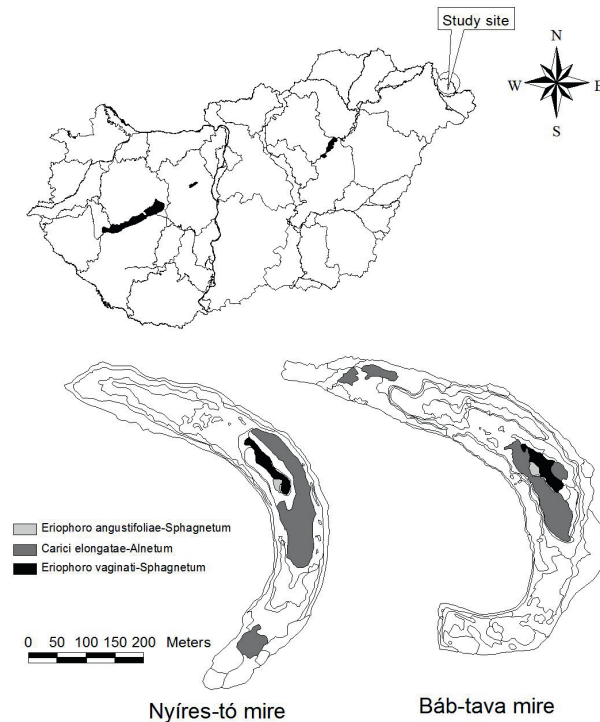 Study site
N
W
E
S
Eriophoro angustifoliae-Sphagnetum
Carici elongatae-Alnetum
Eriophoro vaginati-Sphagnetum
0 50 100 150 200 Meters
Nyíres-tó mire
Báb-tava mire